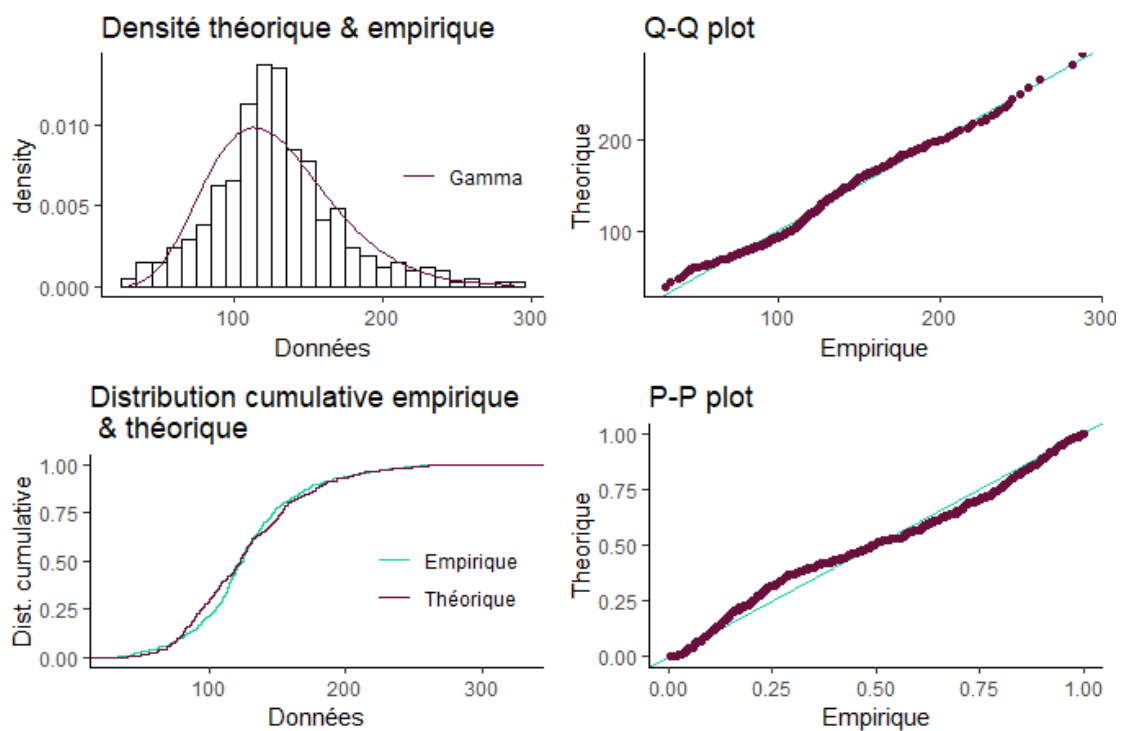 Densité théorique & empirique
density
0.010
0.005
0.000
Gamma
100
200
300
Données
Q-Q plot
Theorique
200
100
100
200
300
Empirique
Distribution cumulative empirique
& théorique
Dist. cumulative
1.00
0.75
0.50
0.25
0.00
Empirique
Théorique
100
200
300
Données
P-P plot
Theorique
1.00
0.75
0.50
0.25
0.00
0.00
0.25
0.50
0.75
1.00
Empirique